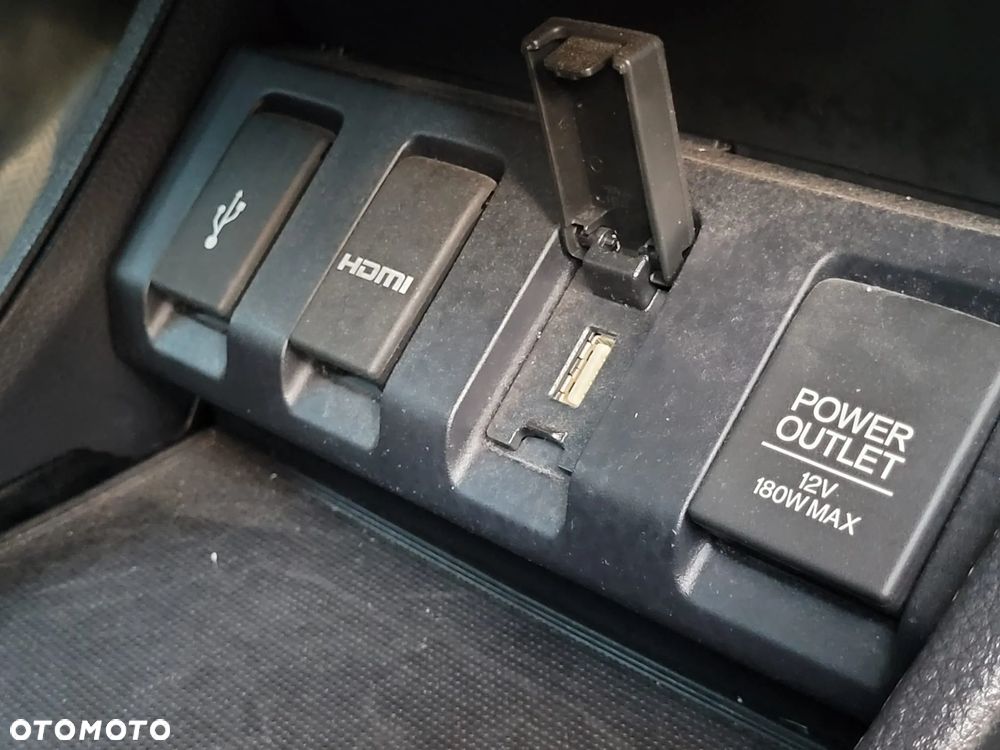 HDMI
POWER
OUTLET
12V
180W MAX
OTOMOTO